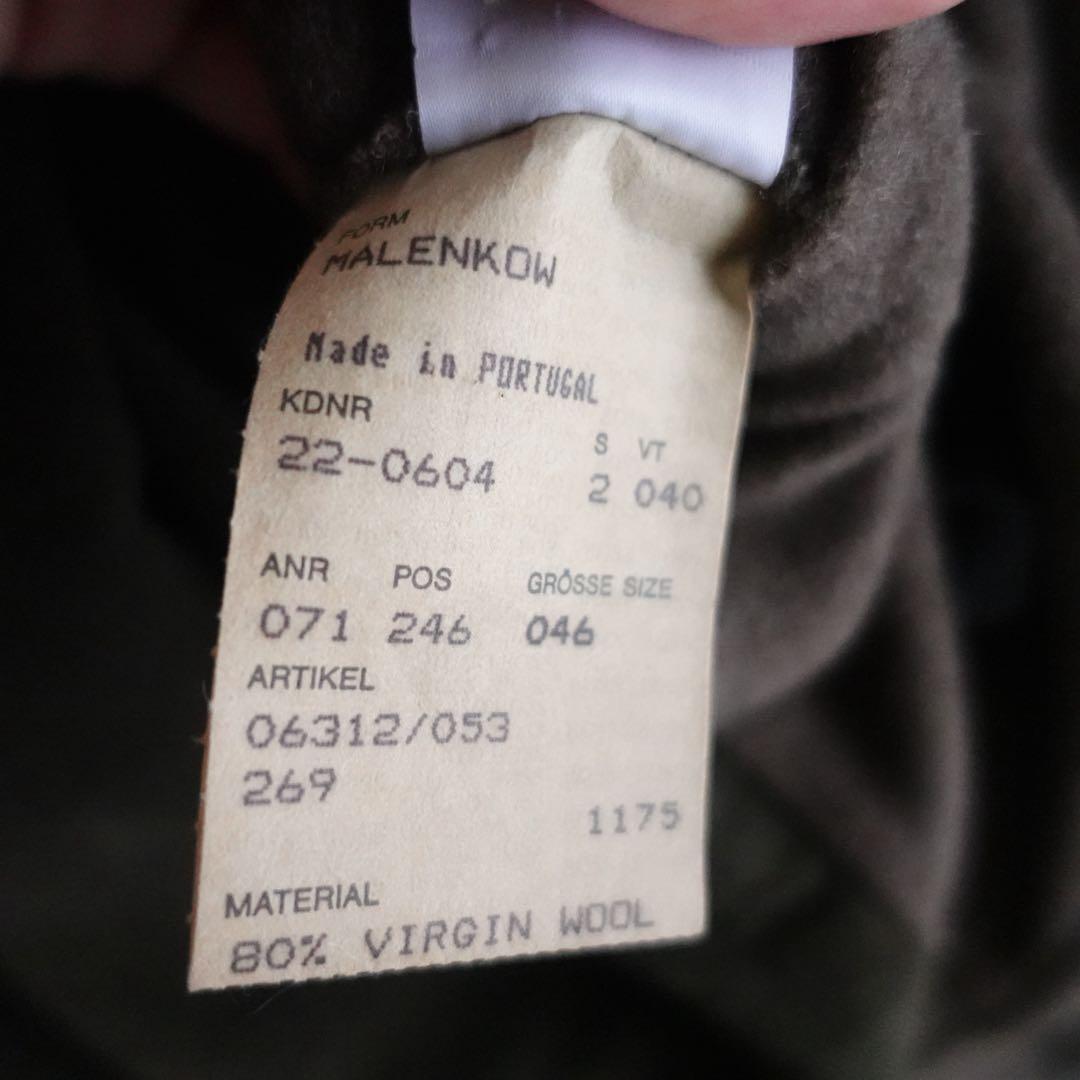 FORM
MALENKOW
Made in PORTUGAL
KDNR
S VT
22-0604 2 040
ANR POS GRÖSSE SIZE
071 246 046
ARTIKEL
06312/053
269
1175
MATERIAL
80% VIRGIN WOOL